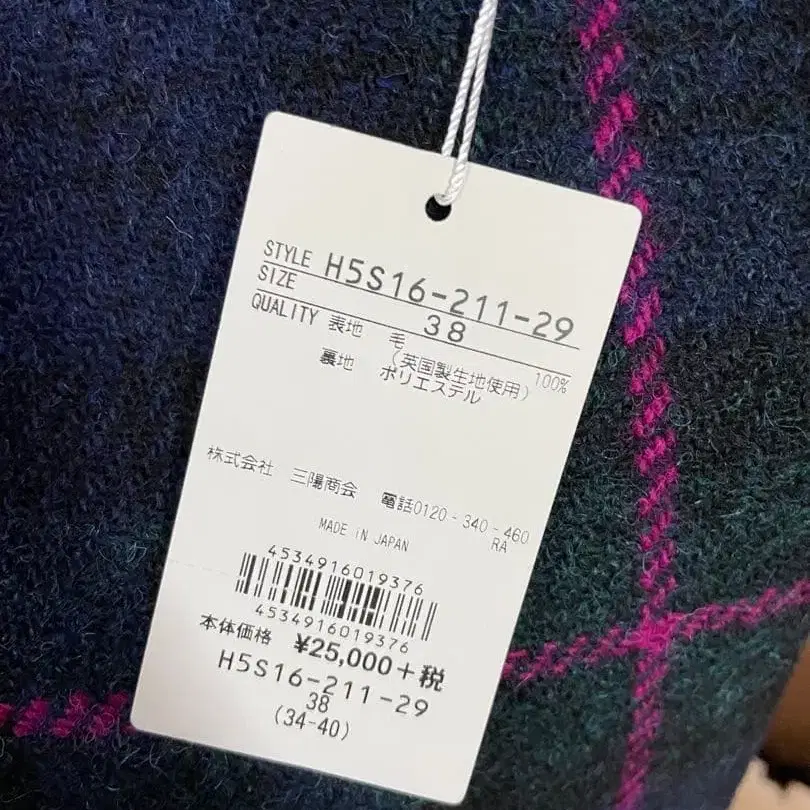 STYLE H5S16-211-29
SIZE 38
QUALITY 表地 毛 100%
(英国製生地使用)
裏地 ポリエステル
株式会社 三陽商会 電話0120-340-460
MADE IN JAPAN RA
4534916019376
4534916019376
本体価格 ¥25,000+税
H5S16-211-29
38
(34-40)